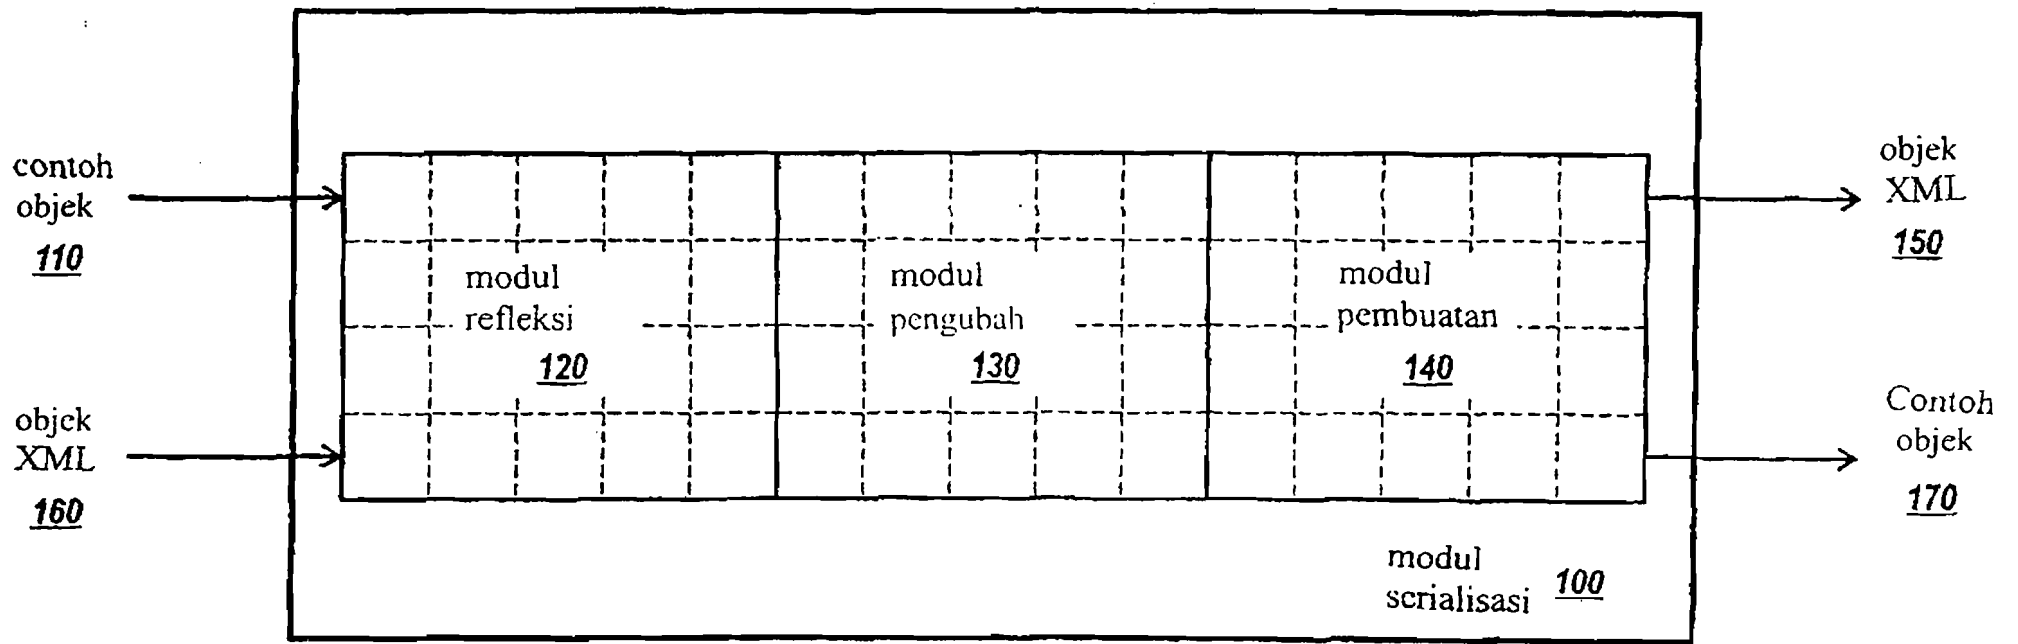 contoh
objek
110
objek
XML
160
modul
refleksi
120
modul
pengubah
130
modul
pembuatan
140
objek
XML
150
Contoh
objek
170
modul
serialisasi 100